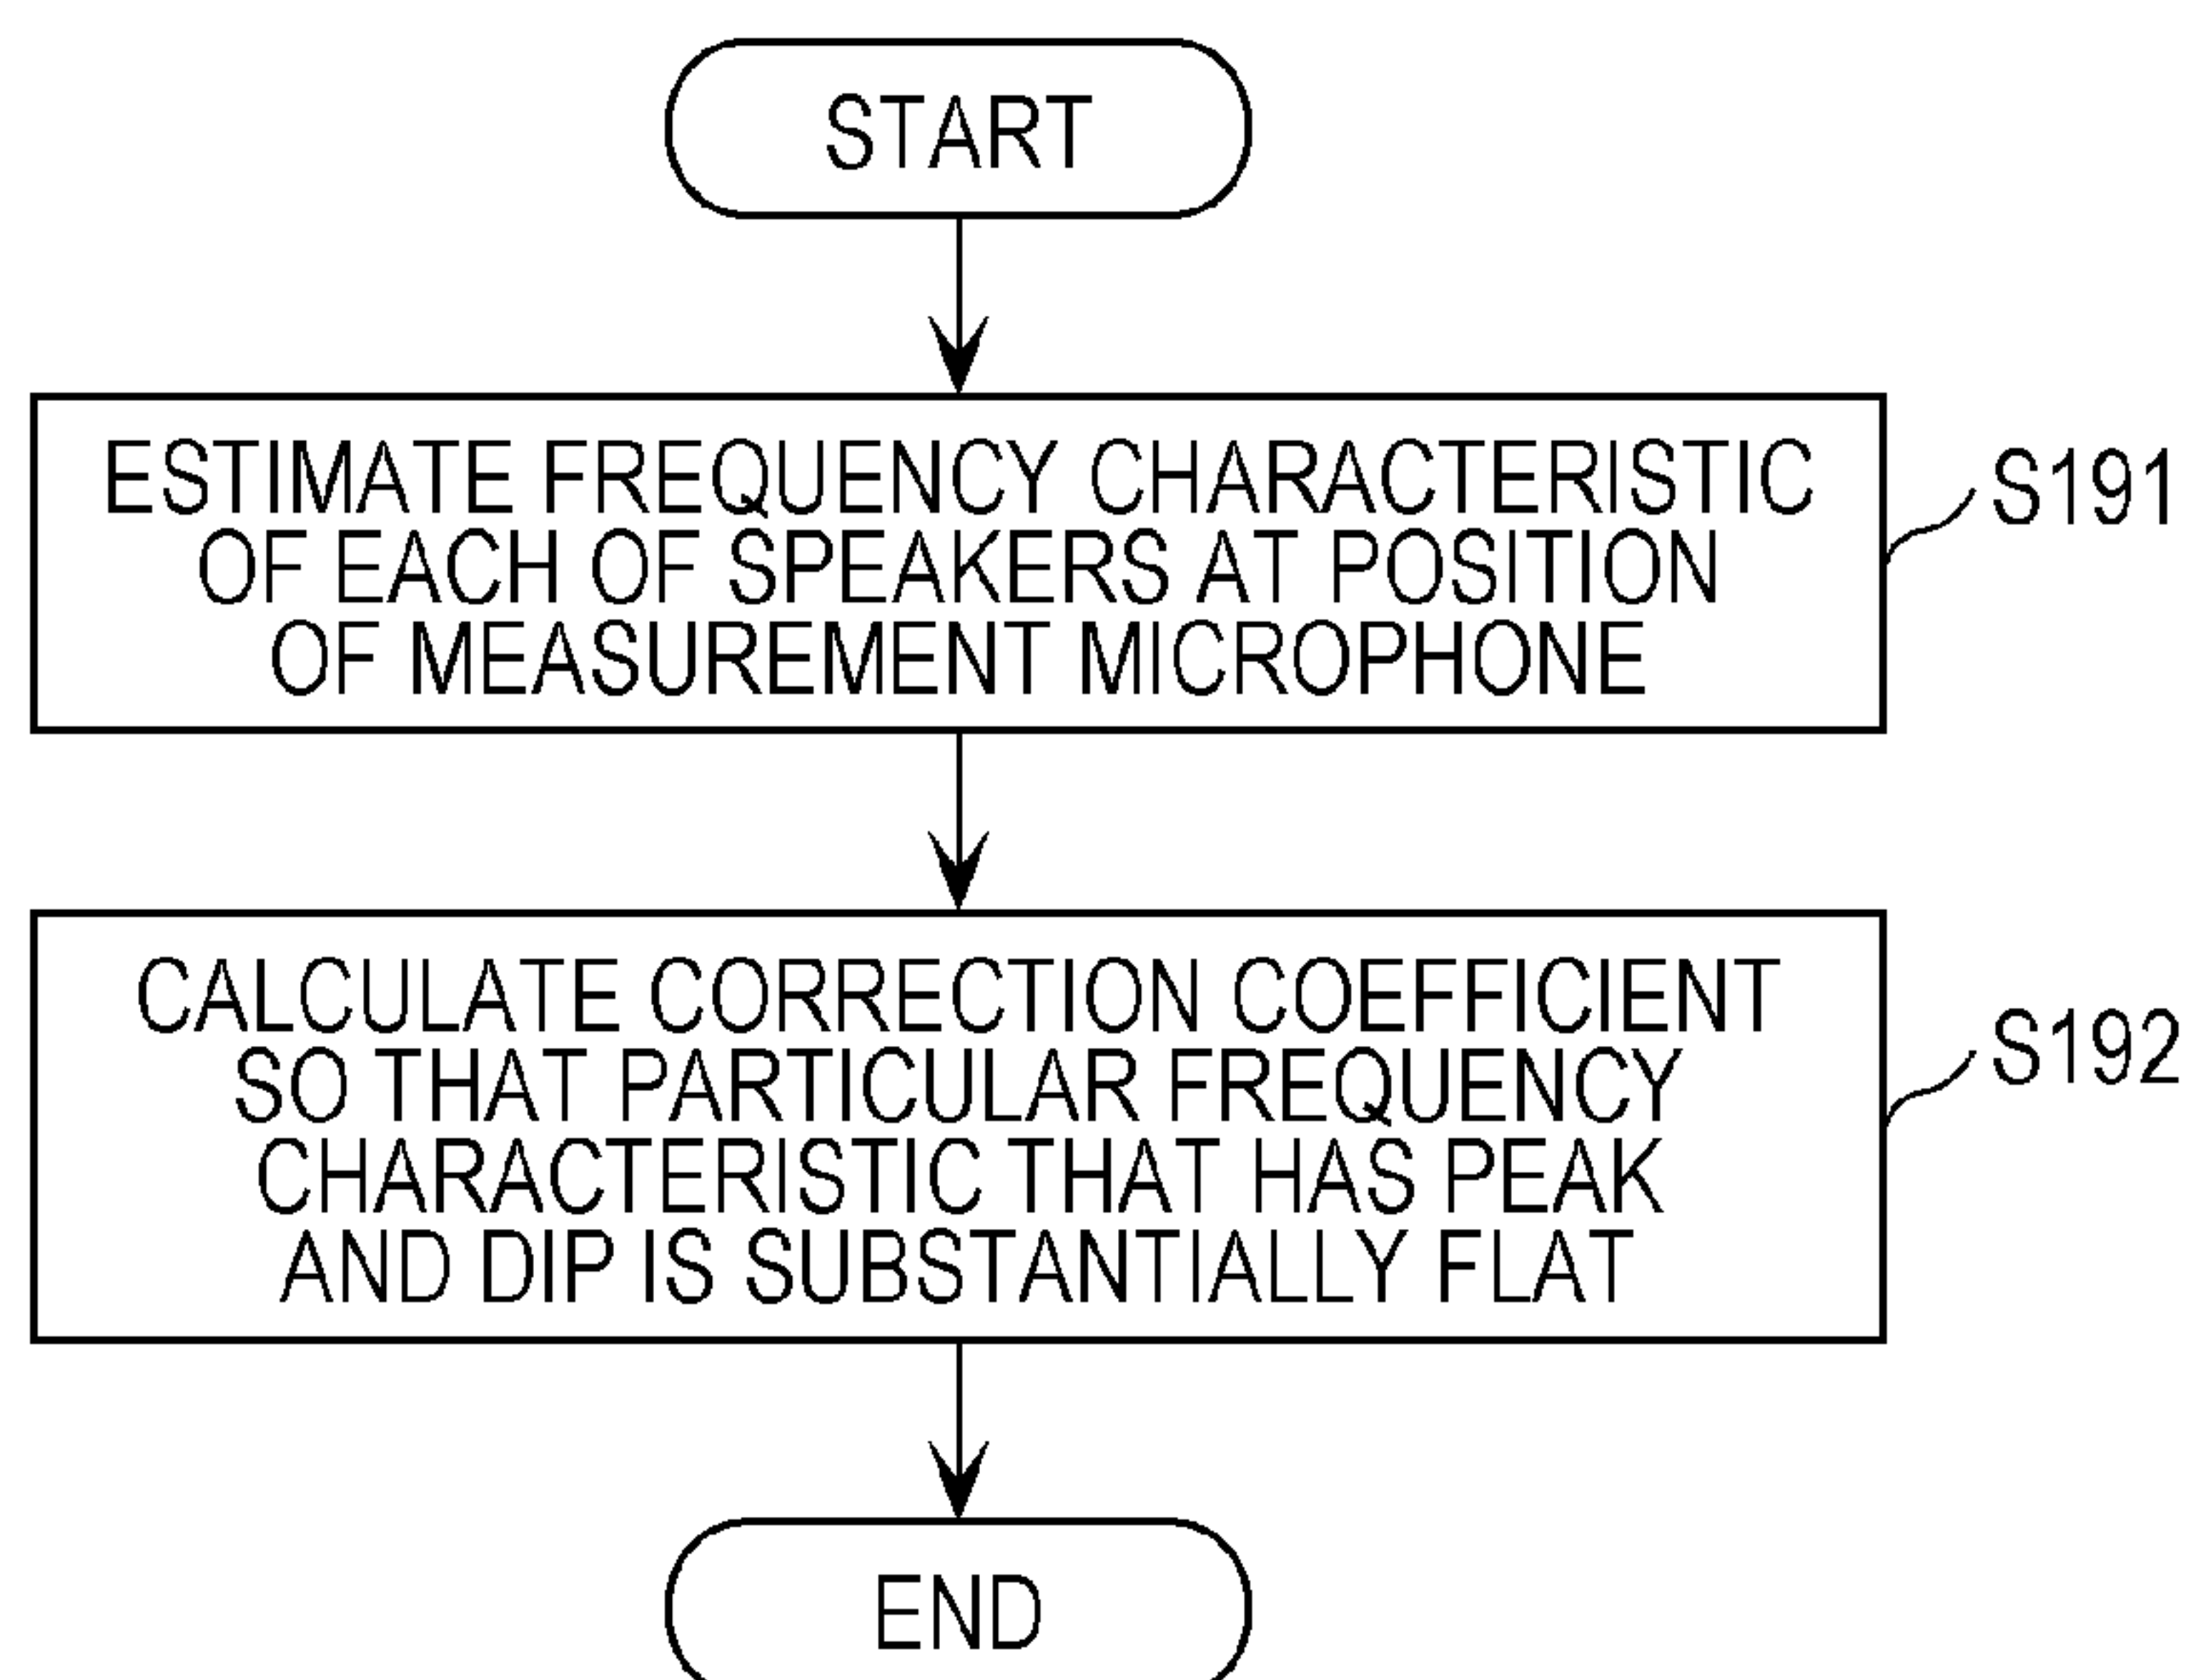 START
ESTIMATE FREQUENCY CHARACTERISTIC
OF EACH OF SPEAKERS AT POSITION
OF MEASUREMENT MICROPHONE
S191
CALCULATE CORRECTION COEFFICIENT
SO THAT PARTICULAR FREQUENCY
CHARACTERISTIC THAT HAS PEAK
AND DIP IS SUBSTANTIALLY FLAT
S192
END